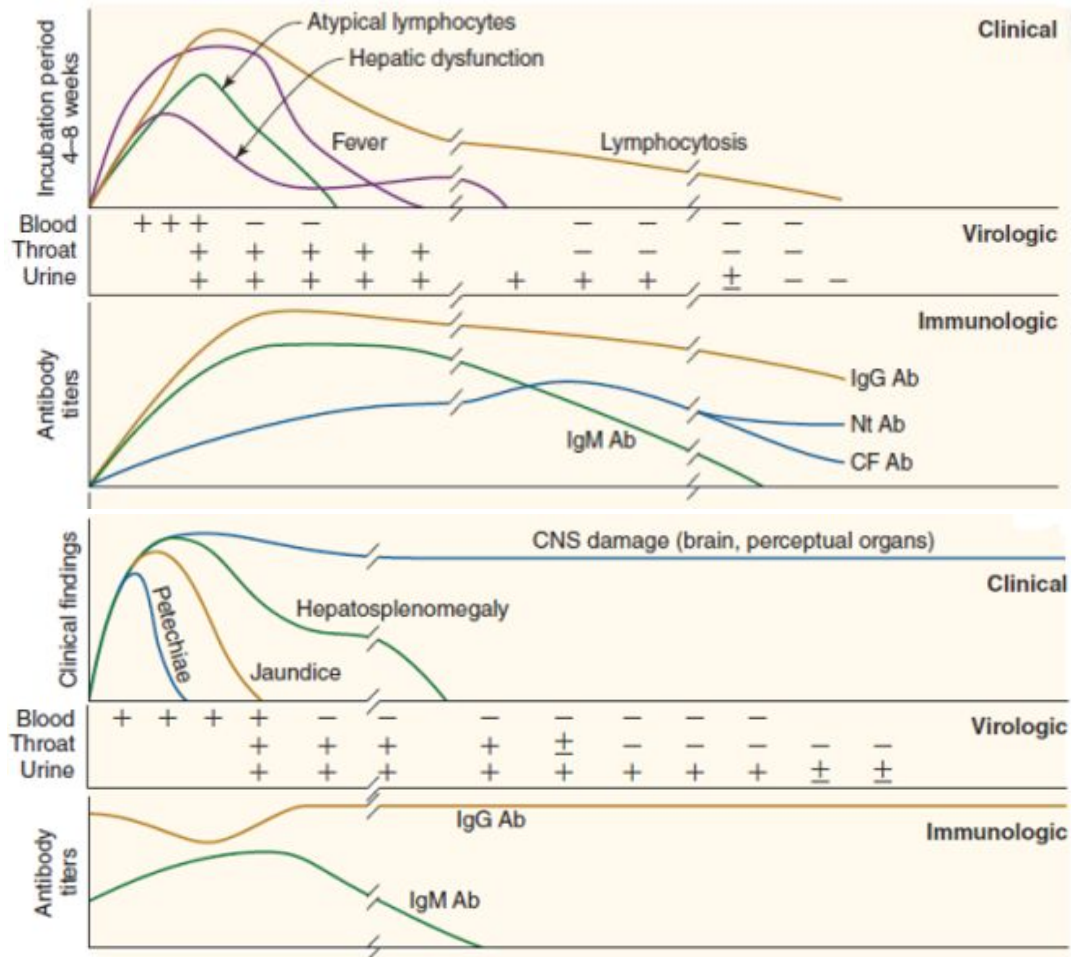 Clinical
Incubation period
4–8 weeks
Atypical lymphocytes
Hepatic dysfunction
Fever
Lymphocytosis
Virologic
Blood + + + − − − − − −
Throat + + + + + − − − −
Urine + + + + + + + + ± − −
Immunologic
Antibody
titers
IgG Ab
Nt Ab
IgM Ab
CF Ab
CNS damage (brain, perceptual organs)
Clinical
Clinical findings
Petechiae
Hepatosplenomegaly
Jaundice
Virologic
Blood + + + + − − − − − − −
Throat + + + + ± − − − − −
Urine + + + + + + + + ± ±
IgG Ab
Immunologic
Antibody
titers
IgM Ab